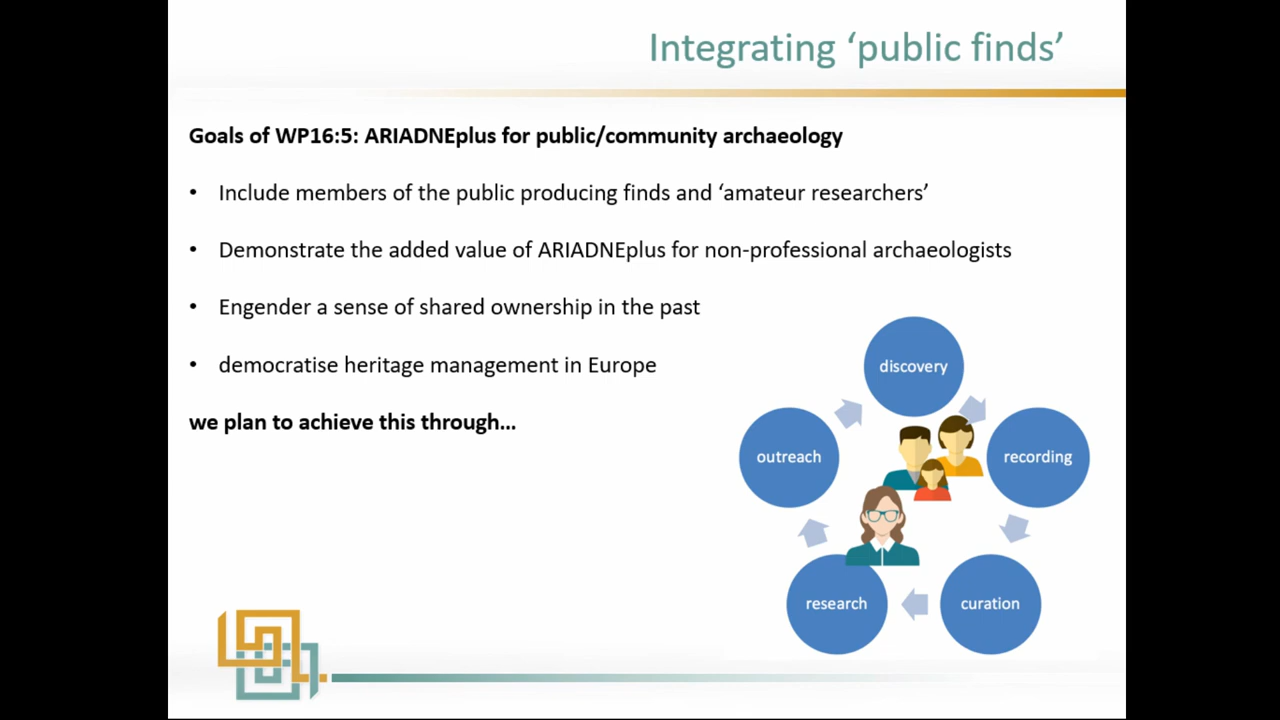 Integrating ‘public finds’
Goals of WP16:5: ARIADNEplus for public/community archaeology
• Include members of the public producing finds and ‘amateur researchers’
• Demonstrate the added value of ARIADNEplus for non-professional archaeologists
• Engender a sense of shared ownership in the past
• democratise heritage management in Europe
we plan to achieve this through...
discovery
recording
curation
research
outreach